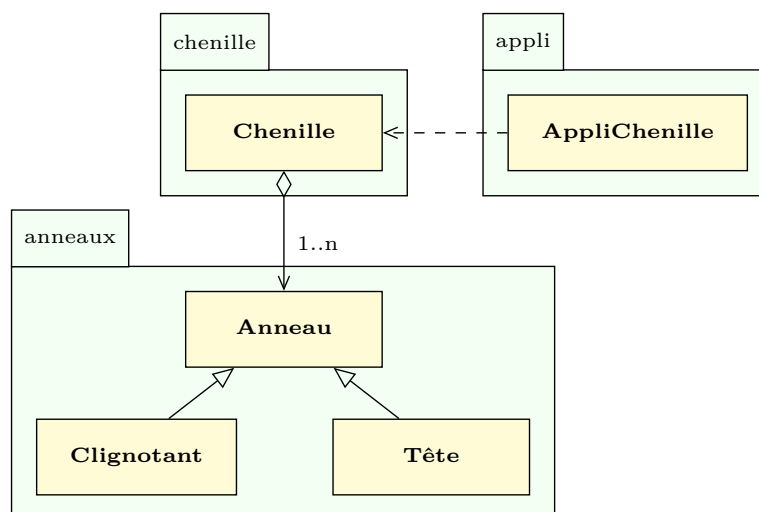 chenille
appli
Chenille
AppliChenille
anneaux
1..n
Anneau
Clignotant
Tête